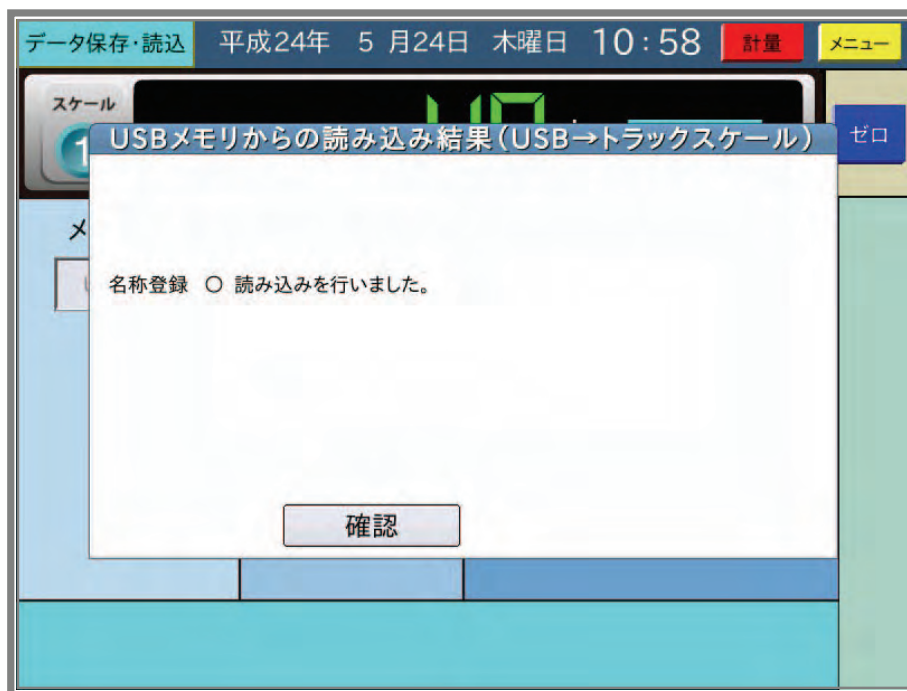 データ保存・読込 平成24年 5月24日 木曜日 10:58 計量 メニュー
スケール
1
ゼロ
USBメモリからの読み込み結果(USB→トラックスケール)
メ
名称登録 ○ 読み込みを行いました。
確認